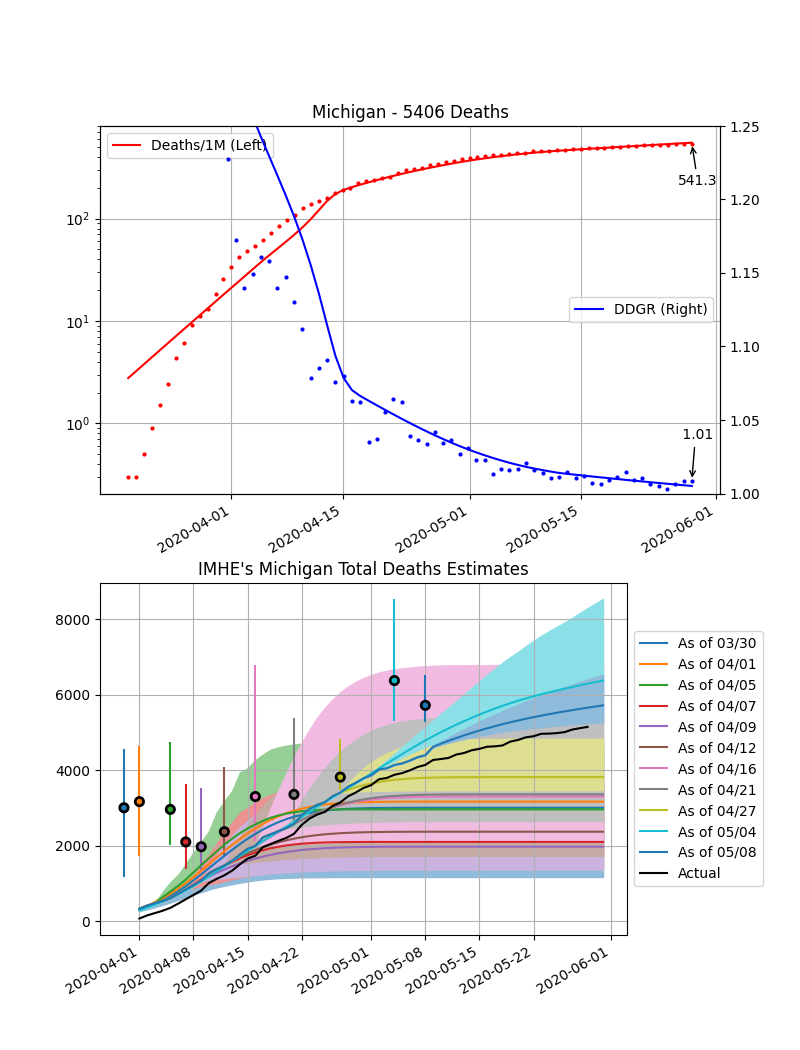 Michigan - 5406 Deaths
Deaths/1M (Left)
DDGR (Right)
541.3
1.01
10²
10¹
10⁰
1.25
1.20
1.15
1.10
1.05
1.00
2020-04-01
2020-04-15
2020-05-01
2020-05-15
2020-06-01
IMHE's Michigan Total Deaths Estimates
8000
6000
4000
2000
0
2020-04-01
2020-04-08
2020-04-15
2020-04-22
2020-05-01
2020-05-08
2020-05-15
2020-05-22
2020-06-01
As of 03/30
As of 04/01
As of 04/05
As of 04/07
As of 04/09
As of 04/12
As of 04/16
As of 04/21
As of 04/27
As of 05/04
As of 05/08
Actual